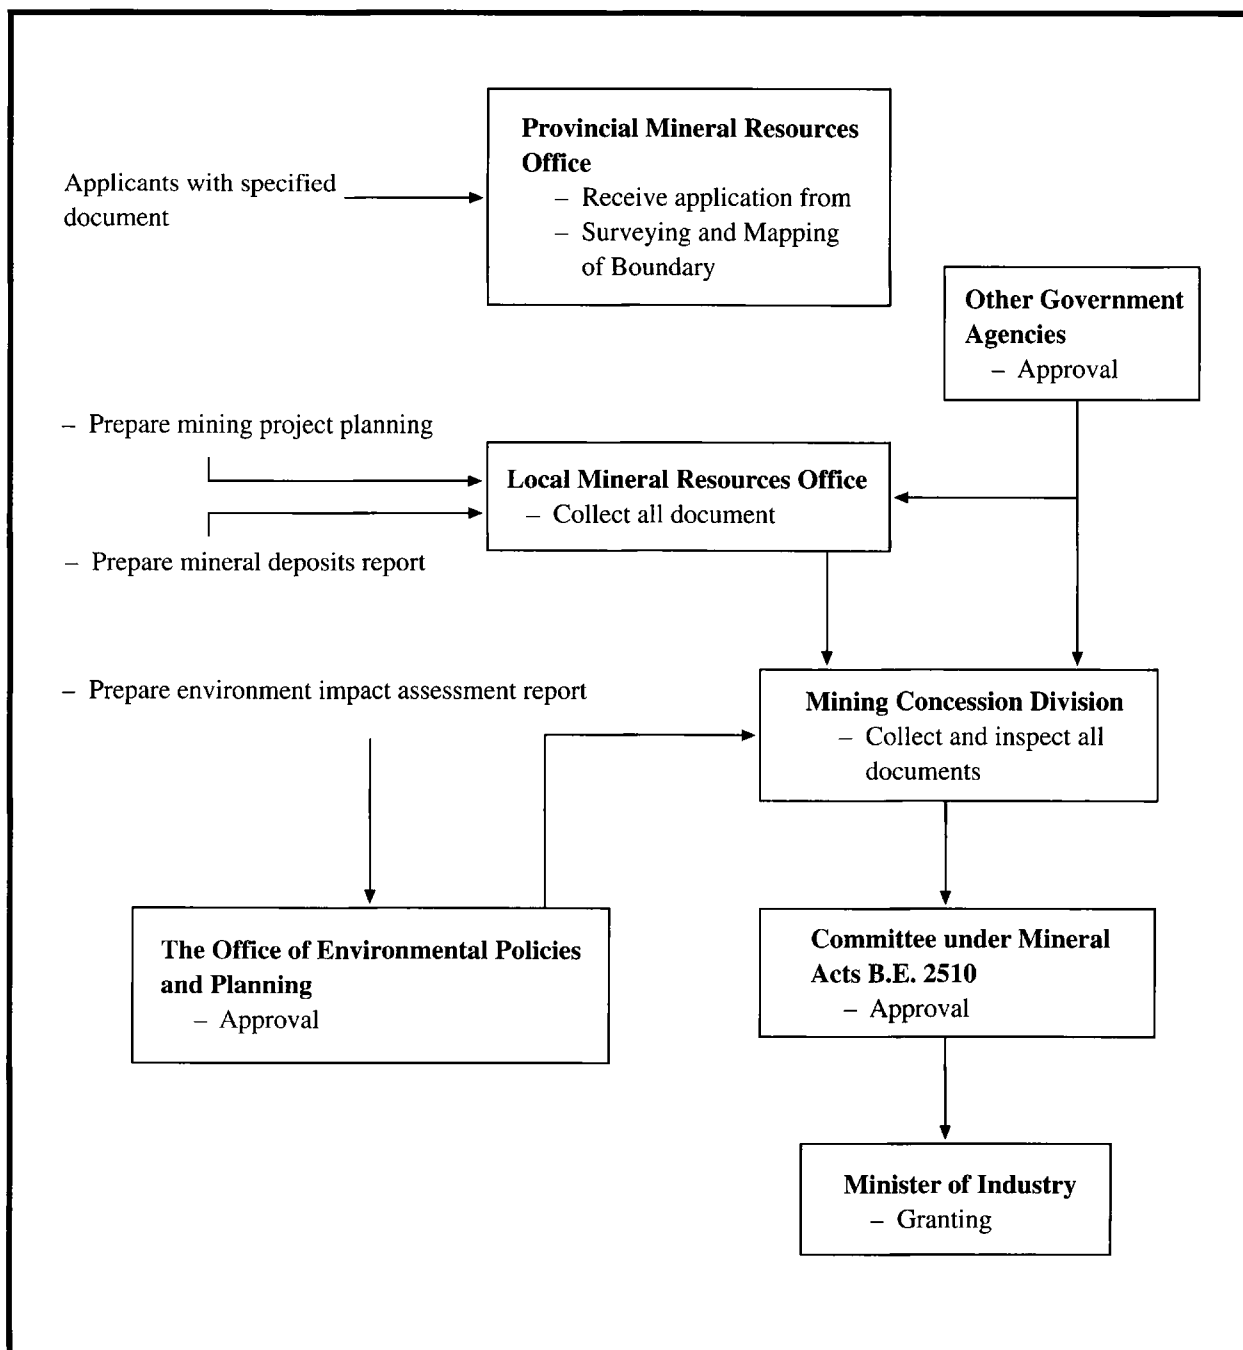 Provincial Mineral Resources
Office
– Receive application from
– Surveying and Mapping
of Boundary
Applicants with specified
document
Other Government
Agencies
– Approval
– Prepare mining project planning
Local Mineral Resources Office
– Collect all document
– Prepare mineral deposits report
– Prepare environment impact assessment report
Mining Concession Division
– Collect and inspect all
documents
The Office of Environmental Policies
and Planning
– Approval
Committee under Mineral
Acts B.E. 2510
– Approval
Minister of Industry
– Granting